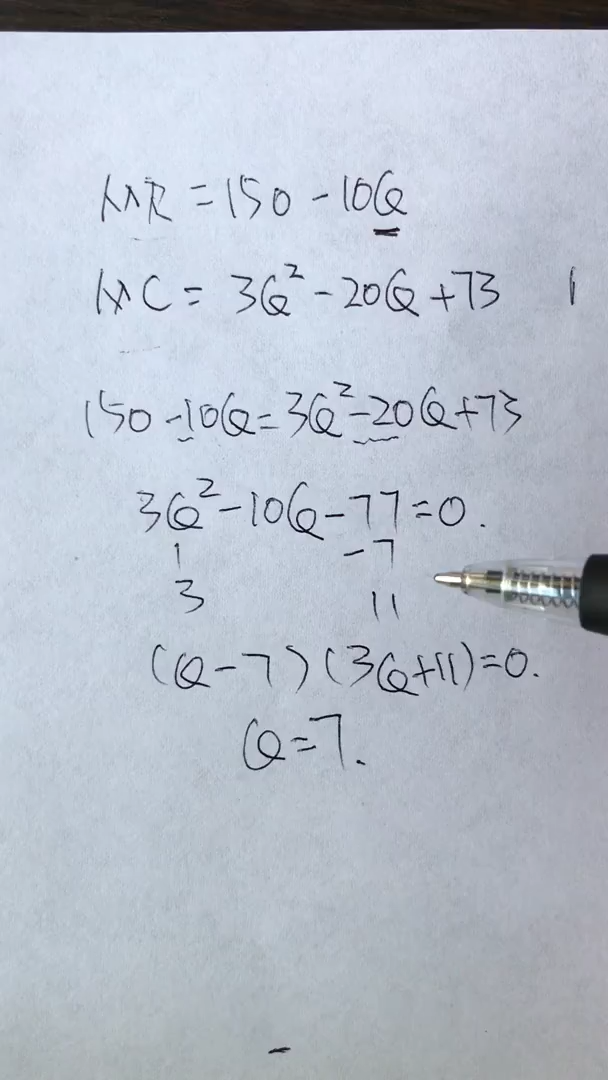 MR = 150 - 10Q
MC = 3Q² - 20Q + 73
150 - 10Q = 3Q² - 20Q + 73
3Q² - 10Q - 77 = 0.
1 -7
3 11
(Q - 7)(3Q + 11) = 0.
Q = 7.